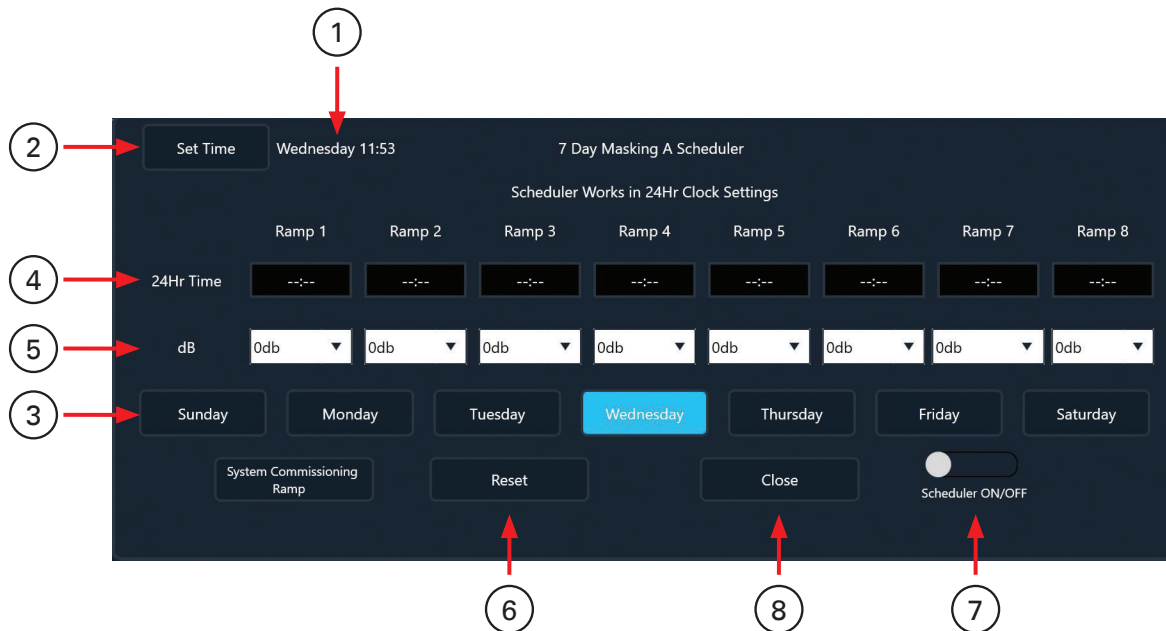 1
2
Set Time Wednesday 11:53 7 Day Masking A Scheduler
Scheduler Works in 24Hr Clock Settings
Ramp 1 Ramp 2 Ramp 3 Ramp 4 Ramp 5 Ramp 6 Ramp 7 Ramp 8
4 24Hr Time --:-- --:-- --:-- --:-- --:-- --:-- --:-- --:--
5 dB 0db 0db 0db 0db 0db 0db 0db 0db
3 Sunday Monday Tuesday Wednesday Thursday Friday Saturday
System Commissioning
Ramp
Reset Close
Scheduler ON/OFF
6 8 7